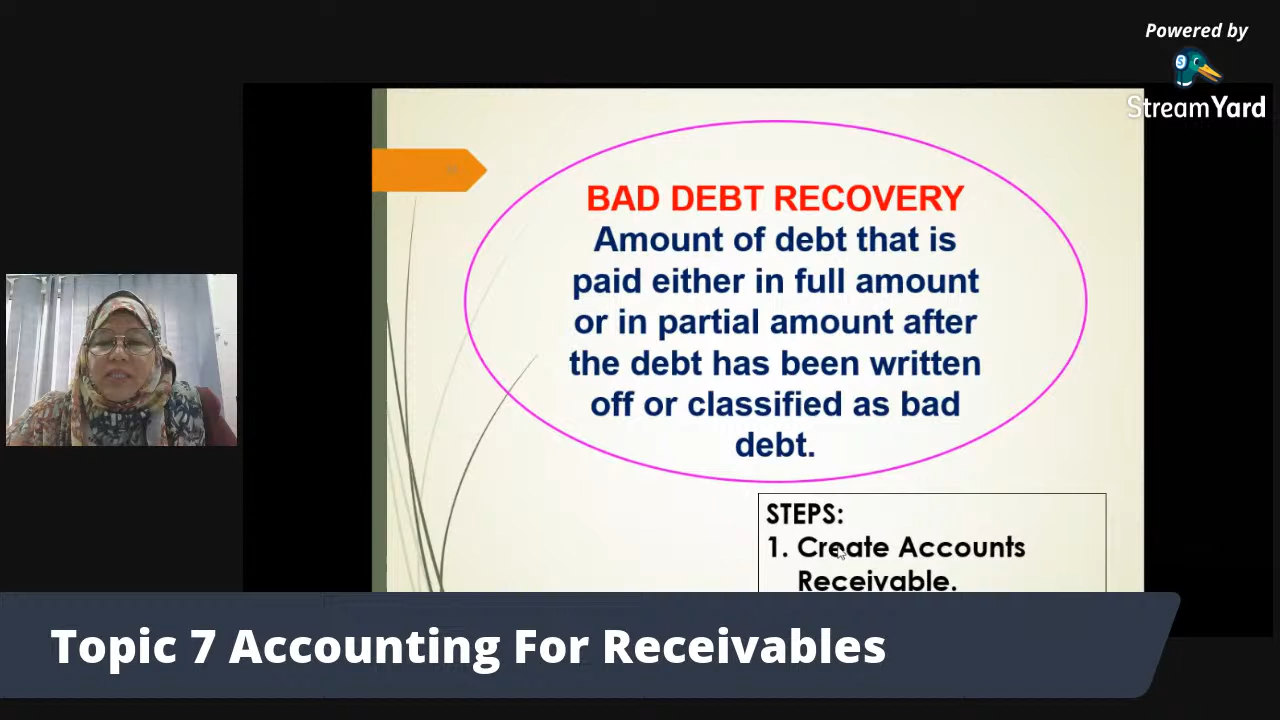 Powered by
StreamYard
BAD DEBT RECOVERY
Amount of debt that is
paid either in full amount
or in partial amount after
the debt has been written
off or classified as bad
debt.
STEPS:
1. Create Accounts
Receivable.
Topic 7 Accounting For Receivables